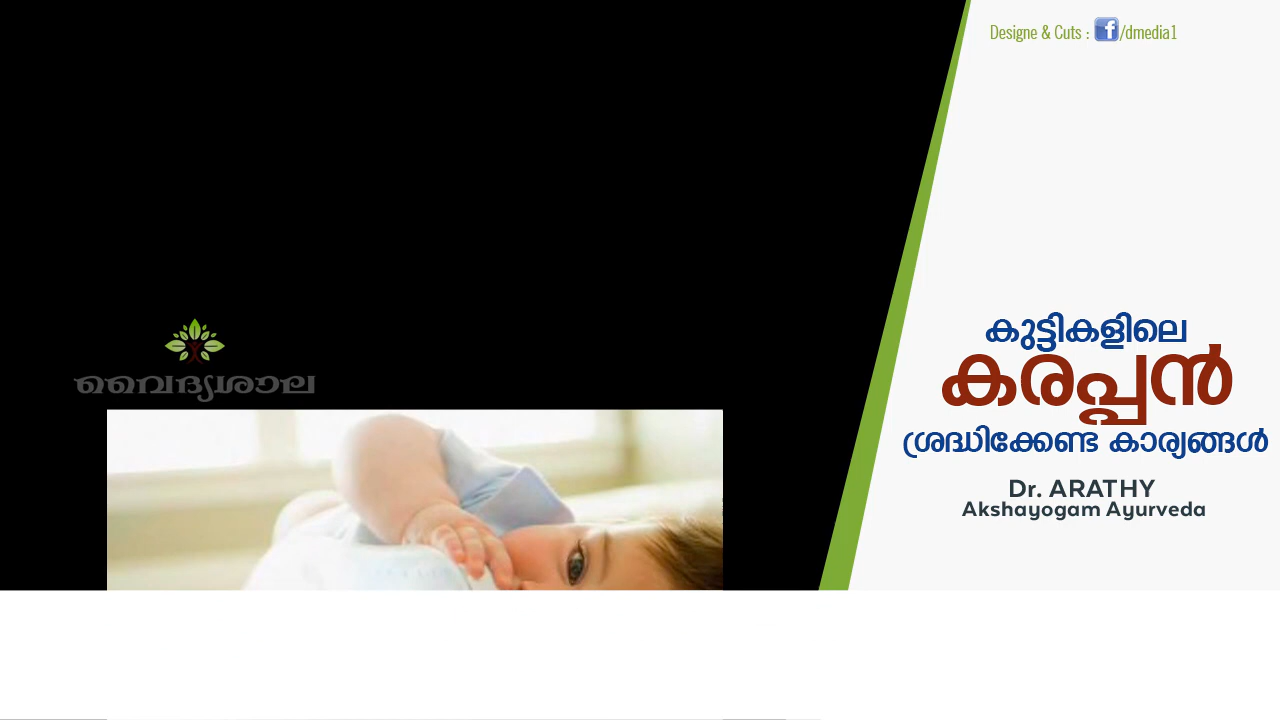 Designe & Cuts : f/dmedia1
വൈദ്യശാല
കുട്ടികളിലെ
കരപ്പൻ
ശ്രദ്ധിക്കേണ്ട കാര്യങ്ങൾ
Dr. ARATHY
Akshayogam Ayurveda